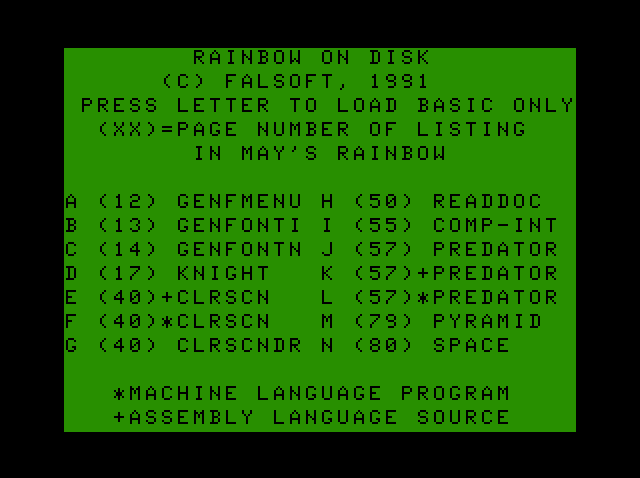 RAINBOW ON DISK
(C) FALSOFT, 1991
PRESS LETTER TO LOAD BASIC ONLY
(XX)=PAGE NUMBER OF LISTING
IN MAY'S RAINBOW
A (12) GENFMENU H (50) READDOC
B (13) GENFONTI I (55) COMP-INT
C (14) GENFONTN J (57) PREDATOR
D (17) KNIGHT K (57)+PREDATOR
E (40)+CLRSCN L (57)*PREDATOR
F (40)*CLRSCN M (79) PYRAMID
G (40) CLRSCNDR N (80) SPACE
*MACHINE LANGUAGE PROGRAM
+ASSEMBLY LANGUAGE SOURCE